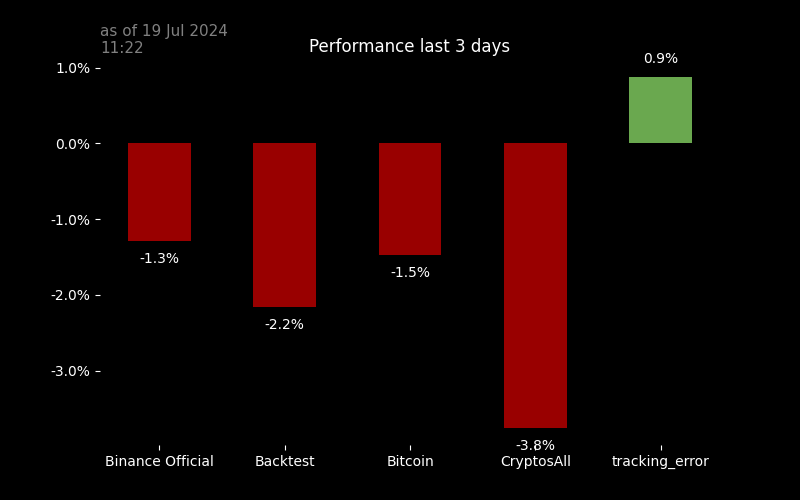 as of 19 Jul 2024
11:22
Performance last 3 days
1.0%
0.0%
-1.0%
-2.0%
-3.0%
-1.3%
-2.2%
-1.5%
-3.8%
0.9%
Binance Official
Backtest
Bitcoin
CryptosAll
tracking_error